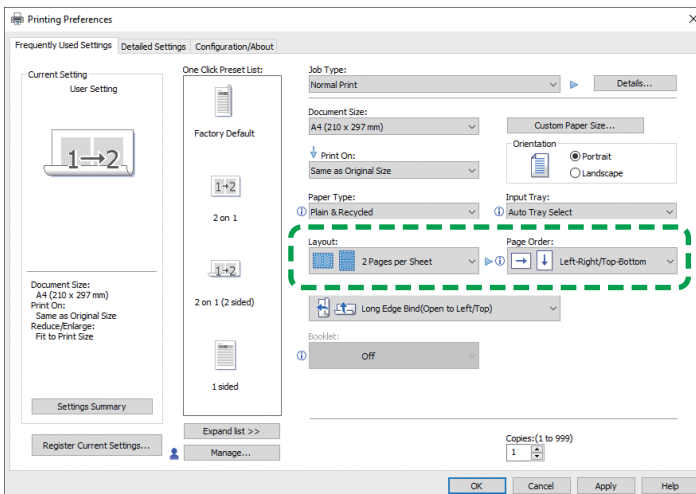 Printing Preferences
Frequently Used Settings Detailed Settings Configuration/About
Current Setting
User Setting
1→2
Document Size:
A4 (210 x 297 mm)
Print On:
Same as Original Size
Reduce/Enlarge:
Fit to Print Size
Settings Summary
Register Current Settings...
One Click Preset List:
Factory Default
1→2
2 on 1
1→2
2 on 1 (2 sided)
1 sided
Expand list >>
Manage...
Job Type:
Normal Print
Details...
Document Size:
A4 (210 x 297 mm)
Custom Paper Size...
Print On:
Same as Original Size
Orientation
Portrait
Landscape
Paper Type:
Plain & Recycled
Input Tray:
Auto Tray Select
Layout:
2 Pages per Sheet
Page Order:
Left-Right/Top-Bottom
Long Edge Bind(Open to Left/Top)
Booklet:
Off
Copies:(1 to 999)
1
OK Cancel Apply Help